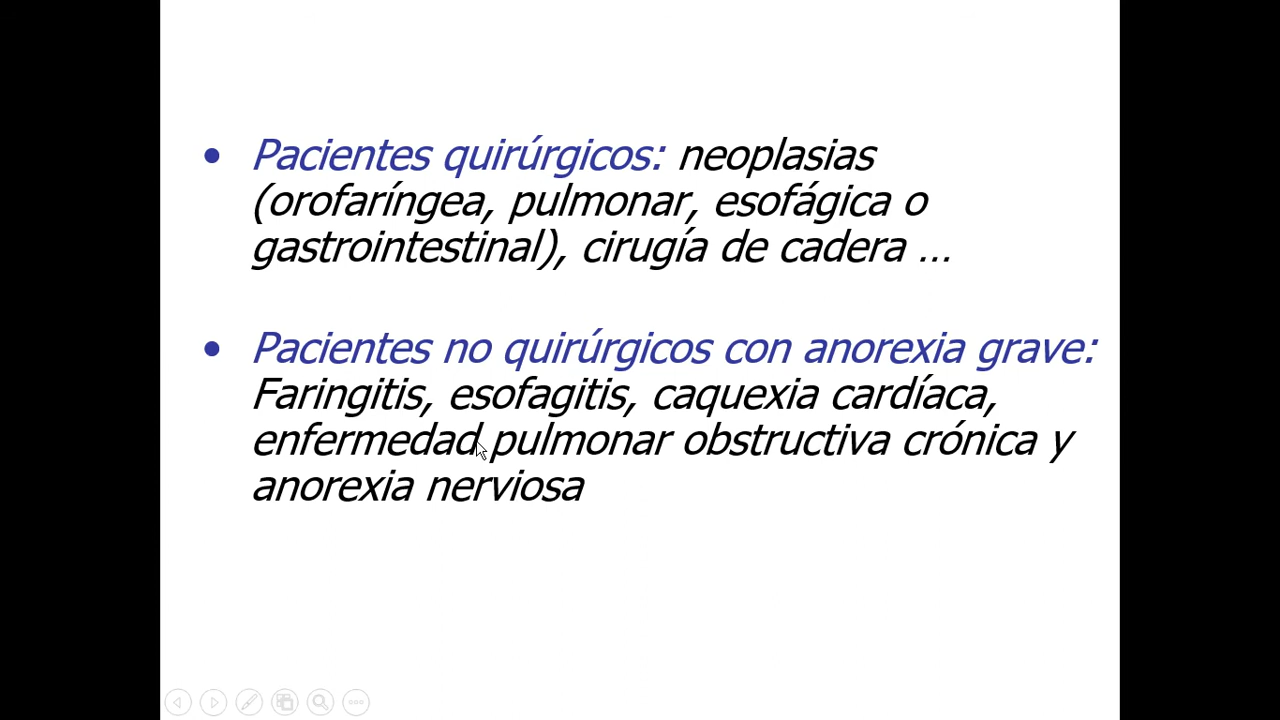 • Pacientes quirúrgicos: neoplasias
(orofaríngea, pulmonar, esofágica o
gastrointestinal), cirugía de cadera ...
• Pacientes no quirúrgicos con anorexia grave:
Faringitis, esofagitis, caquexia cardíaca,
enfermedad pulmonar obstructiva crónica y
anorexia nerviosa